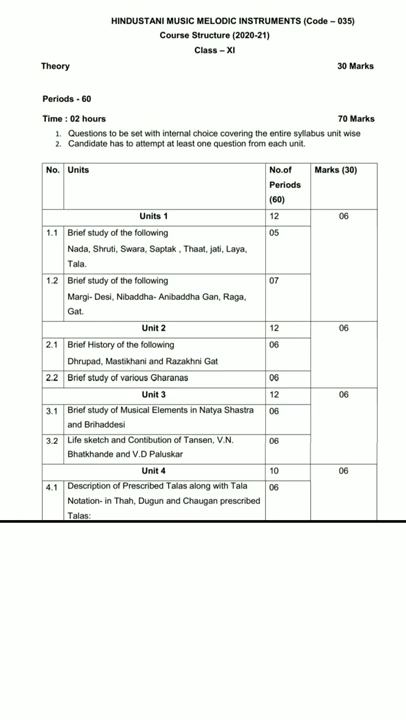 HINDUSTANI MUSIC MELODIC INSTRUMENTS (Code – 035)
Course Structure (2020-21)
Class – XI
Theory 30 Marks
Periods - 60
Time : 02 hours 70 Marks
1. Questions to be set with internal choice covering the entire syllabus unit wise
2. Candidate has to attempt at least one question from each unit.
No. Units No.of Marks (30)
Periods
(60)
Units 1 12 06
1.1 Brief study of the following 05
Nada, Shruti, Swara, Saptak , Thaat, jati, Laya,
Tala.
1.2 Brief study of the following 07
Margi- Desi, Nibaddha- Anibaddha Gan, Raga,
Gat.
Unit 2 12 06
2.1 Brief History of the following 06
Dhrupad, Mastikhani and Razakhni Gat
2.2 Brief study of various Gharanas 06
Unit 3 12 06
3.1 Brief study of Musical Elements in Natya Shastra 06
and Brihaddesi
3.2 Life sketch and Contibution of Tansen, V.N. 06
Bhatkhande and V.D Paluskar
Unit 4 10 06
4.1 Description of Prescribed Talas along with Tala 06
Notation- in Thah, Dugun and Chaugan prescribed
Talas: